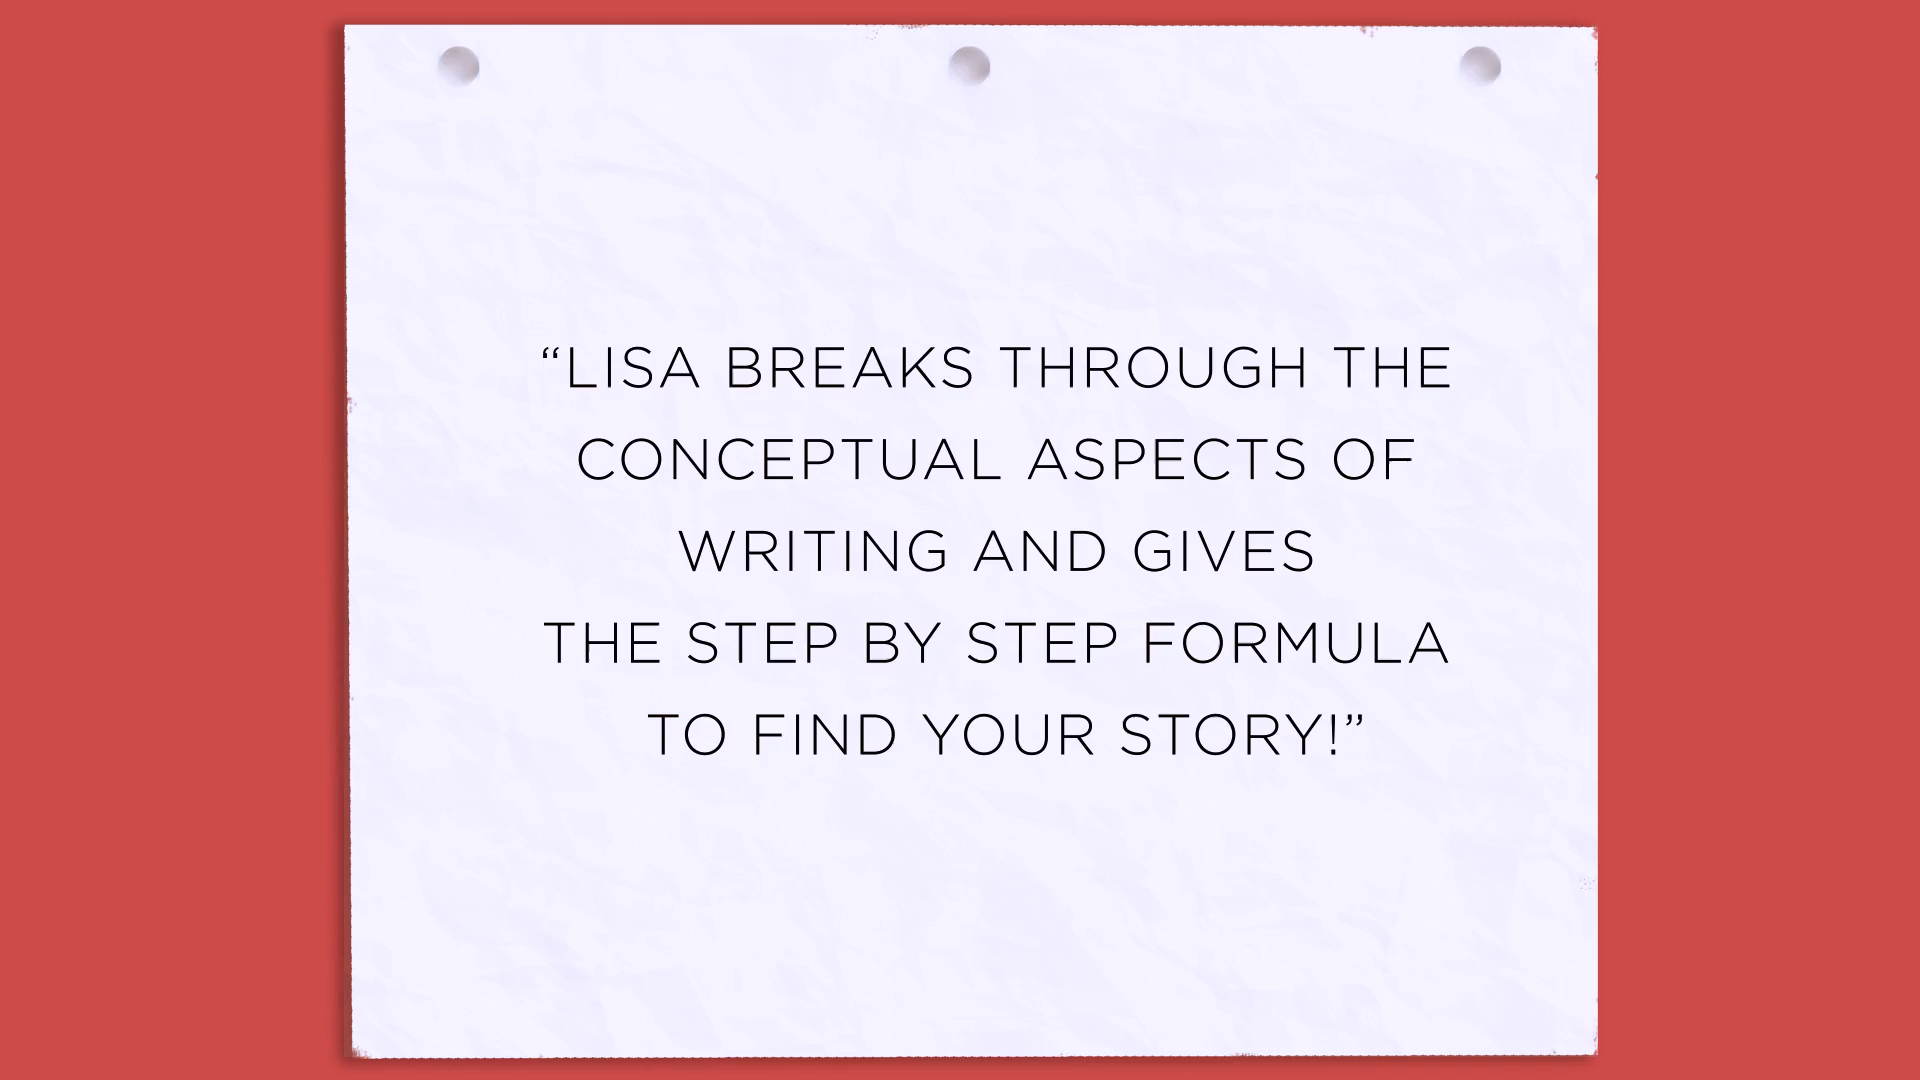 “LISA BREAKS THROUGH THE
CONCEPTUAL ASPECTS OF
WRITING AND GIVES
THE STEP BY STEP FORMULA
TO FIND YOUR STORY!”